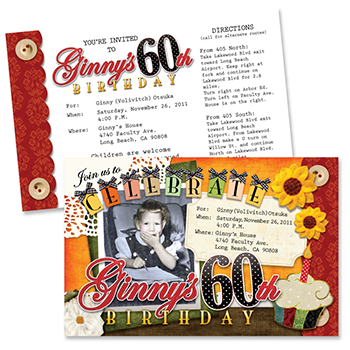 YOU'RE INVITED
TO
Ginny's 60th
BIRTHDAY
For: Ginny (Volivitch) Otsuka
When: Saturday, November 26, 2011
4:00 P.M.
Where: Ginny's House
4740 Faculty Ave.
Long Beach, CA 90808
Children are welcome
DIRECTIONS
(call for alternate routes)
From 405 North:
Take Lakewood Blvd exit
toward Long Beach
Airport. Keep right at
fork and continue on
Lakewood Blvd for 2.8
miles.
Turn right on Arbor Rd.
Turn Left on Faculty Ave.
House is on the right.
From 405 South:
Take Lakewood Blvd exit
toward Long Beach
Airport. From Lakewood
Blvd make a U turn on
Willow St. and continue
North on Lakewood Blvd.
Join us to
CELEBRATE
For: Ginny (Volivitch) Otsuka
When: Saturday, November 26, 2011
4:00 P.M.
Where: Ginny's House
4740 Faculty Ave.
Long Beach, CA 90808
Ginny's 60th
BIRTHDAY